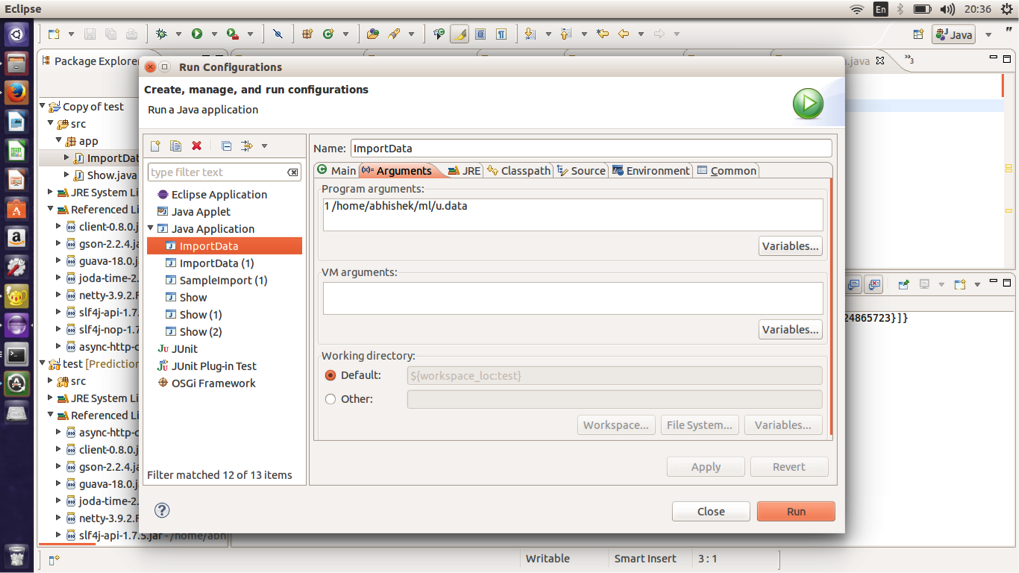 Eclipse
En
20:36
Java
Package Explorer
.java
»3
Copy of test
src
app
ImportDat
Show.java
JRE System Li
Referenced Li
client-0.8.0.j
gson-2.2.4.ja
guava-18.0.j
joda-time-2.
netty-3.9.2.F
slf4j-api-1.7.
slf4j-nop-1.7
async-http-c
test [Prediction
src
JRE System Li
Referenced Li
async-http-c
client-0.8.0.j
gson-2.2.4.ja
guava-18.0.j
joda-time-2.
netty-3.9.2.F
slf4j-api-1.7.5.jar - /home/abh
Run Configurations
Create, manage, and run configurations
Run a Java application
type filter text
Eclipse Application
Java Applet
Java Application
ImportData
ImportData (1)
SampleImport (1)
Show
Show (1)
Show (2)
JUnit
JUnit Plug-in Test
OSGi Framework
Filter matched 12 of 13 items
Name: ImportData
Main Arguments JRE Classpath Source Environment Common
Program arguments:
1 /home/abhishek/ml/u.data
Variables...
VM arguments:
Variables...
Working directory:
Default: ${workspace_loc:test}
Other:
Workspace... File System... Variables...
Apply Revert
Close Run
24865723}]}
Writable Smart Insert 3 : 1